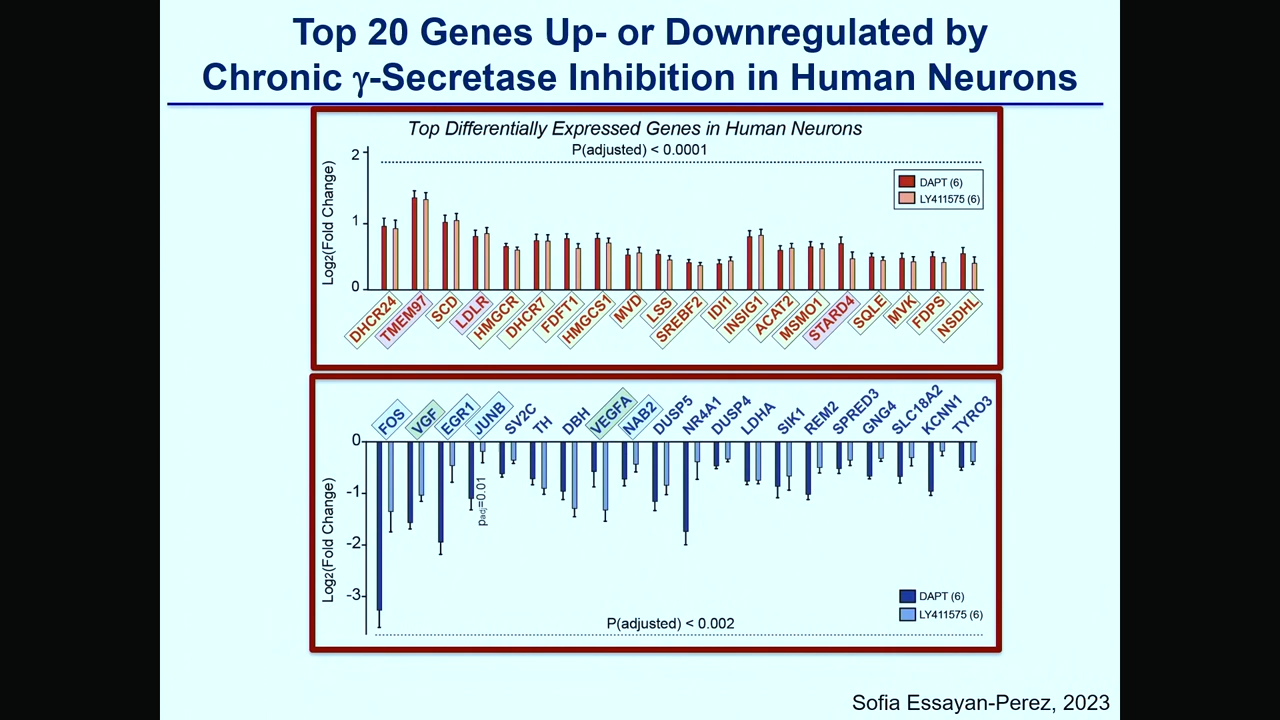 Top 20 Genes Up- or Downregulated by
Chronic γ-Secretase Inhibition in Human Neurons
Top Differentially Expressed Genes in Human Neurons
P(adjusted) < 0.0001
Log2(Fold Change)
2
1
0
DAPT (6)
LY411575 (6)
DHCR24
TMEM97
SCD
LDLR
HMGCR
DHCR7
FDFT1
HMGCS1
MVD
LSS
SREBF2
IDI1
INSIG1
ACAT2
MSMO1
STARD4
SQLE
MVK
FDPS
NSDHL
FOS
VGF
EGR1
JUNB
SV2C
TH
DBH
VEGFA
NAB2
DUSP5
NR4A1
DUSP4
LDHA
SIK1
REM2
SPRED3
GNG4
SLC18A2
KCNN1
TYRO3
Log2(Fold Change)
0
-1
-2
-3
padj=0.01
DAPT (6)
LY411575 (6)
P(adjusted) < 0.002
Sofia Essayan-Perez, 2023